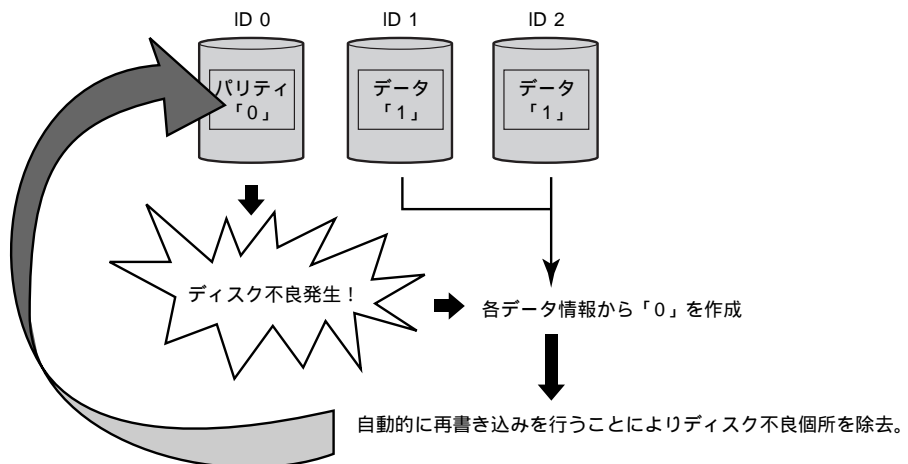 ID 0
ID 1
ID 2
パリティ
「0」
データ
「1」
データ
「1」
ディスク不良発生！
各データ情報から「0」を作成
自動的に再書き込みを行うことによりディスク不良個所を除去。